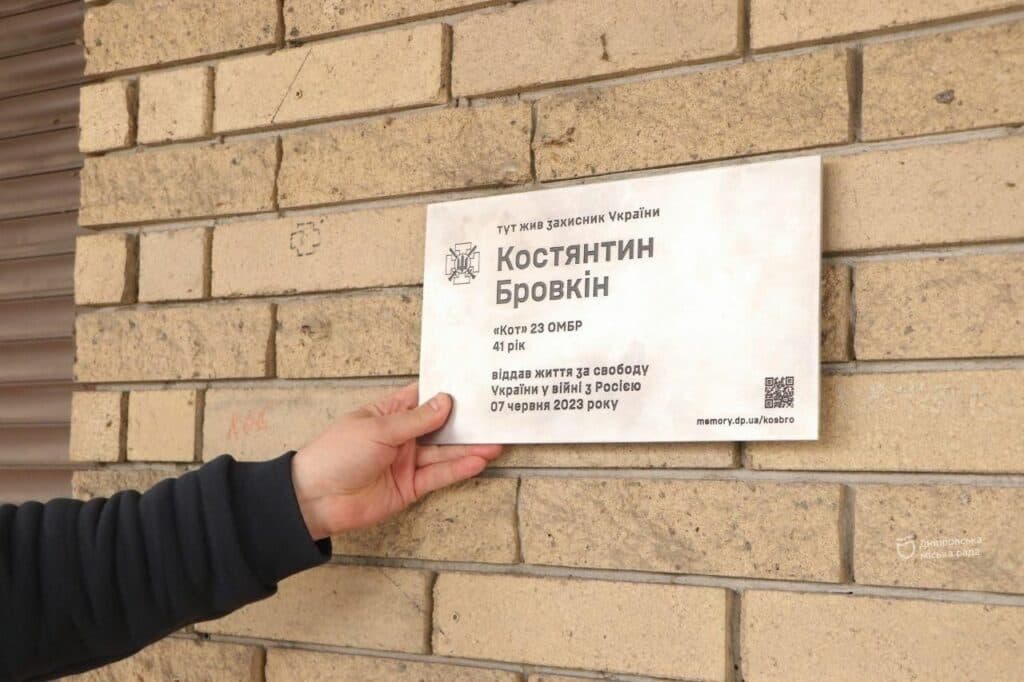 тут жив захисник України
Костянтин
Бровкін
«Кот» 23 ОМБР
41 рік
віддав життя за свободу
України у війні з Росією
07 червня 2023 року
memory.dp.ua/kosbro
Дніпровська
міська рада